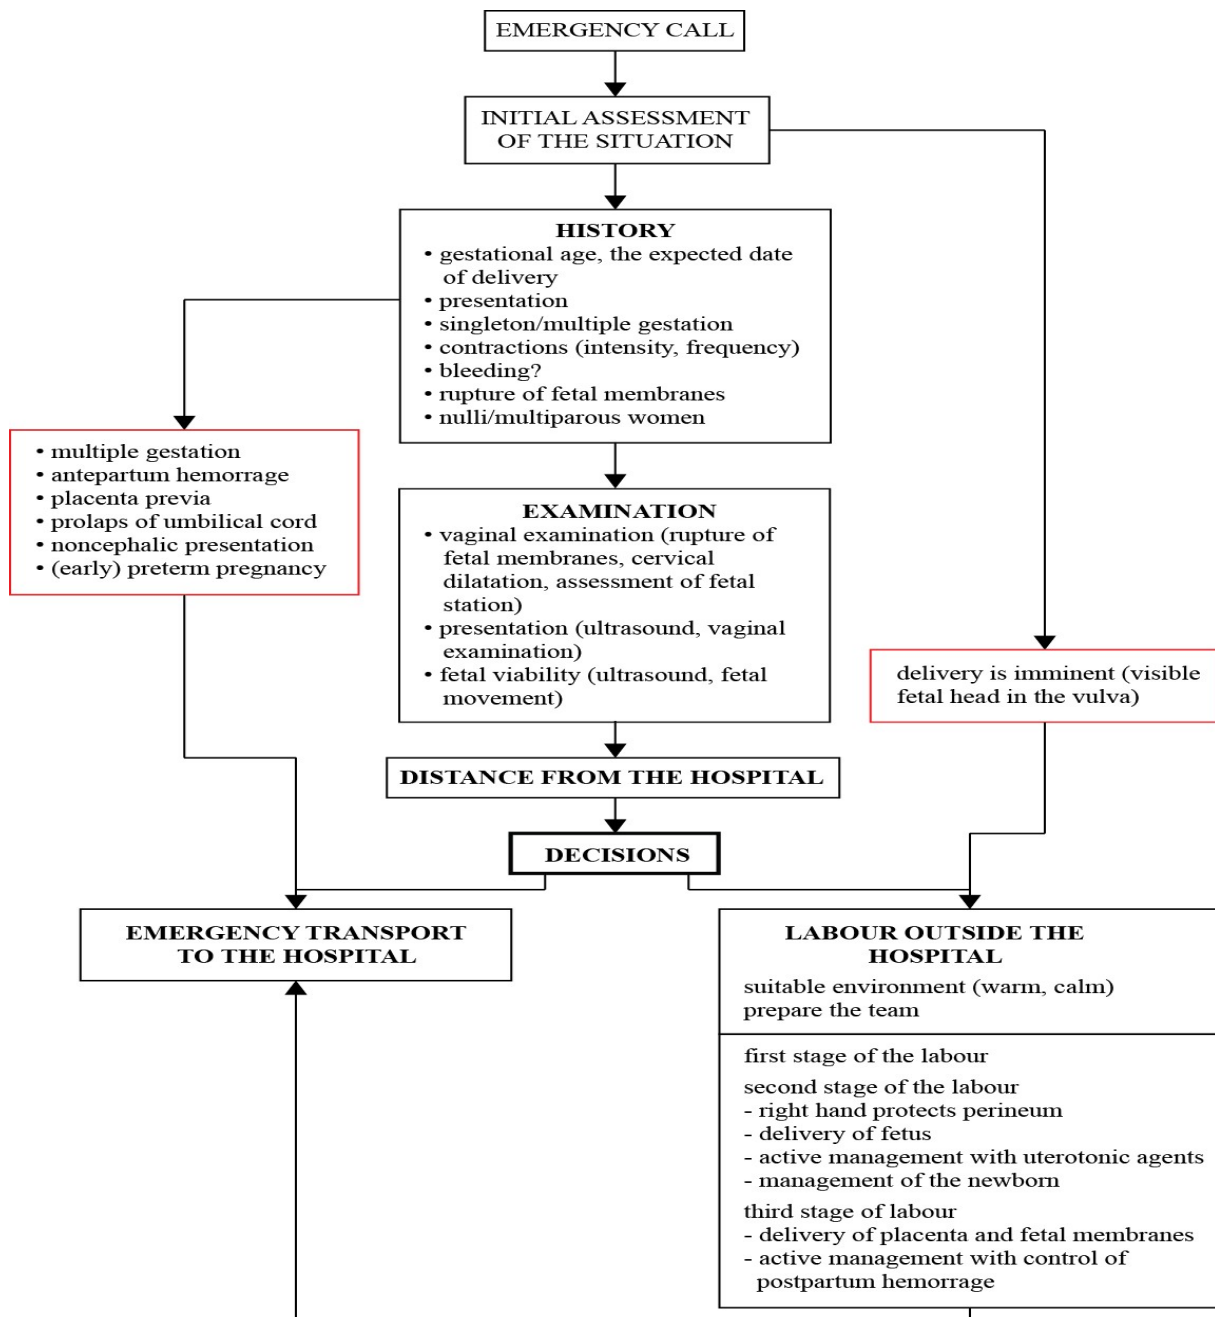 EMERGENCY CALL
INITIAL ASSESSMENT
OF THE SITUATION
HISTORY
• gestational age, the expected date
of delivery
• presentation
• singleton/multiple gestation
• contractions (intensity, frequency)
• bleeding?
• rupture of fetal membranes
• nulli/multiparous women
• multiple gestation
• antepartum hemorrage
• placenta previa
• prolaps of umbilical cord
• noncephalic presentation
• (early) preterm pregnancy
EXAMINATION
• vaginal examination (rupture of
fetal membranes, cervical
dilatation, assessment of fetal
station)
• presentation (ultrasound, vaginal
examination)
• fetal viability (ultrasound, fetal
movement)
delivery is imminent (visible
fetal head in the vulva)
DISTANCE FROM THE HOSPITAL
DECISIONS
EMERGENCY TRANSPORT
TO THE HOSPITAL
LABOUR OUTSIDE THE
HOSPITAL
suitable environment (warm, calm)
prepare the team
first stage of the labour
second stage of the labour
- right hand protects perineum
- delivery of fetus
- active management with uterotonic agents
- management of the newborn
third stage of labour
- delivery of placenta and fetal membranes
- active management with control of
postpartum hemorrage